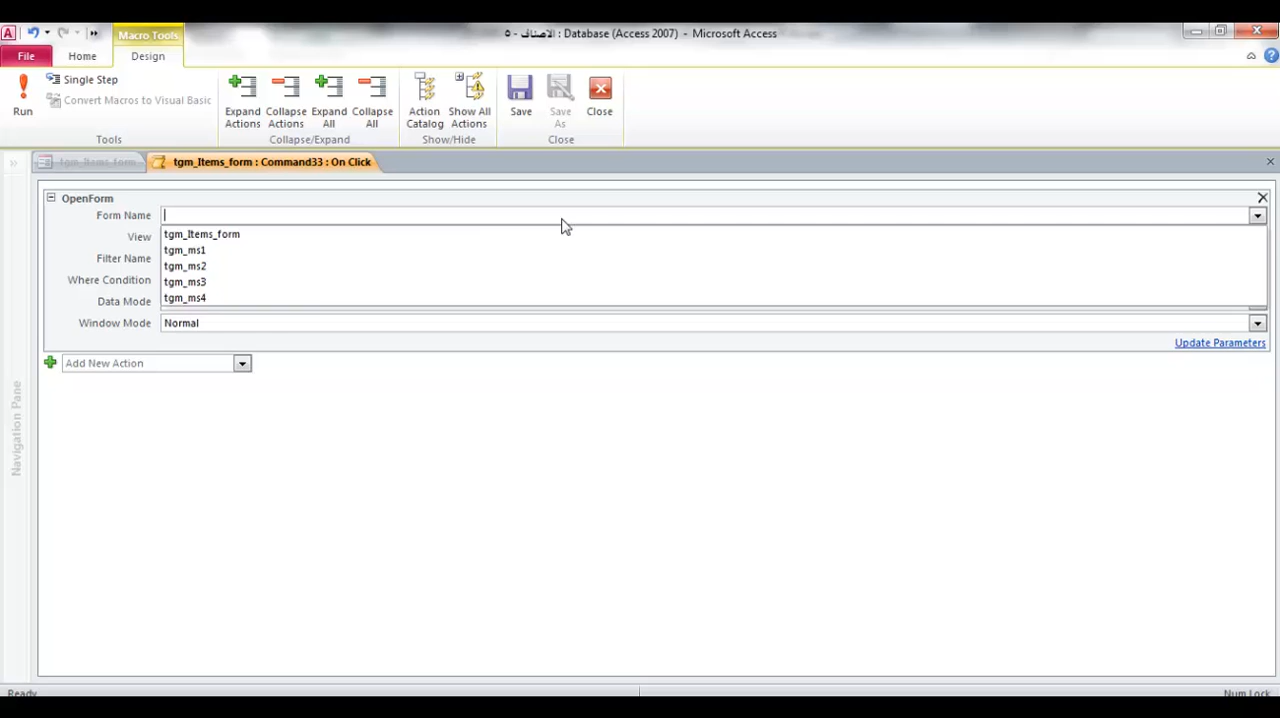 Macro Tools
الاصناف - ٥ : Database (Access 2007) - Microsoft Access
File Home Design
Run
Single Step
Convert Macros to Visual Basic
Tools
Expand Actions
Collapse Actions
Expand All
Collapse All
Collapse/Expand
Action Catalog
Show All Actions
Show/Hide
Save
Save As
Close
Close
tgm_Items_form
tgm_Items_form : Command33 : On Click
OpenForm
Form Name
View
Filter Name
Where Condition
Data Mode
Window Mode Normal
tgm_Items_form
tgm_ms1
tgm_ms2
tgm_ms3
tgm_ms4
Update Parameters
Add New Action
Navigation Pane
Ready
Num Lock